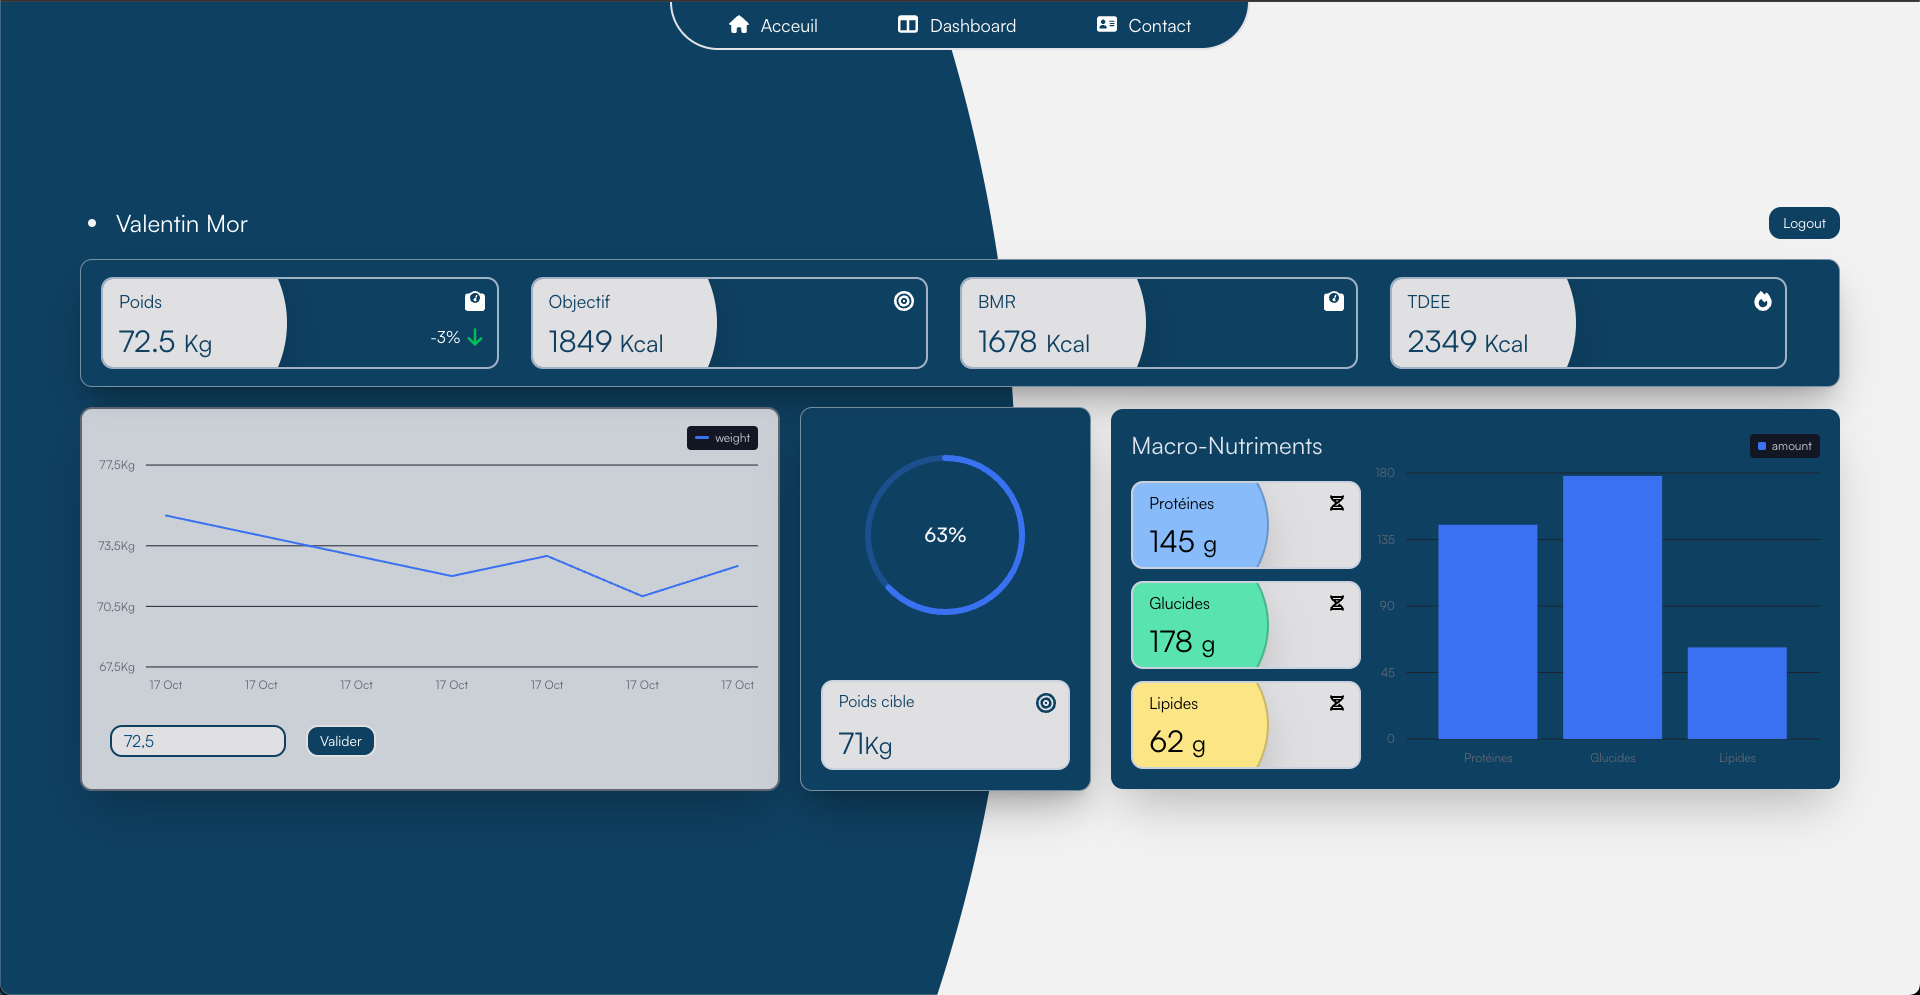 Acceuil
Dashboard
Contact
Valentin Mor
Logout
Poids
72.5 Kg
-3%
Objectif
1849 Kcal
BMR
1678 Kcal
TDEE
2349 Kcal
weight
77,5Kg
73,5Kg
70,5Kg
67,5Kg
17 Oct 17 Oct 17 Oct 17 Oct 17 Oct 17 Oct 17 Oct
72,5
Valider
63%
Poids cible
71Kg
Macro-Nutriments
Protéines
145 g
Glucides
178 g
Lipides
62 g
amount
180
135
90
45
0
Protéines Glucides Lipides